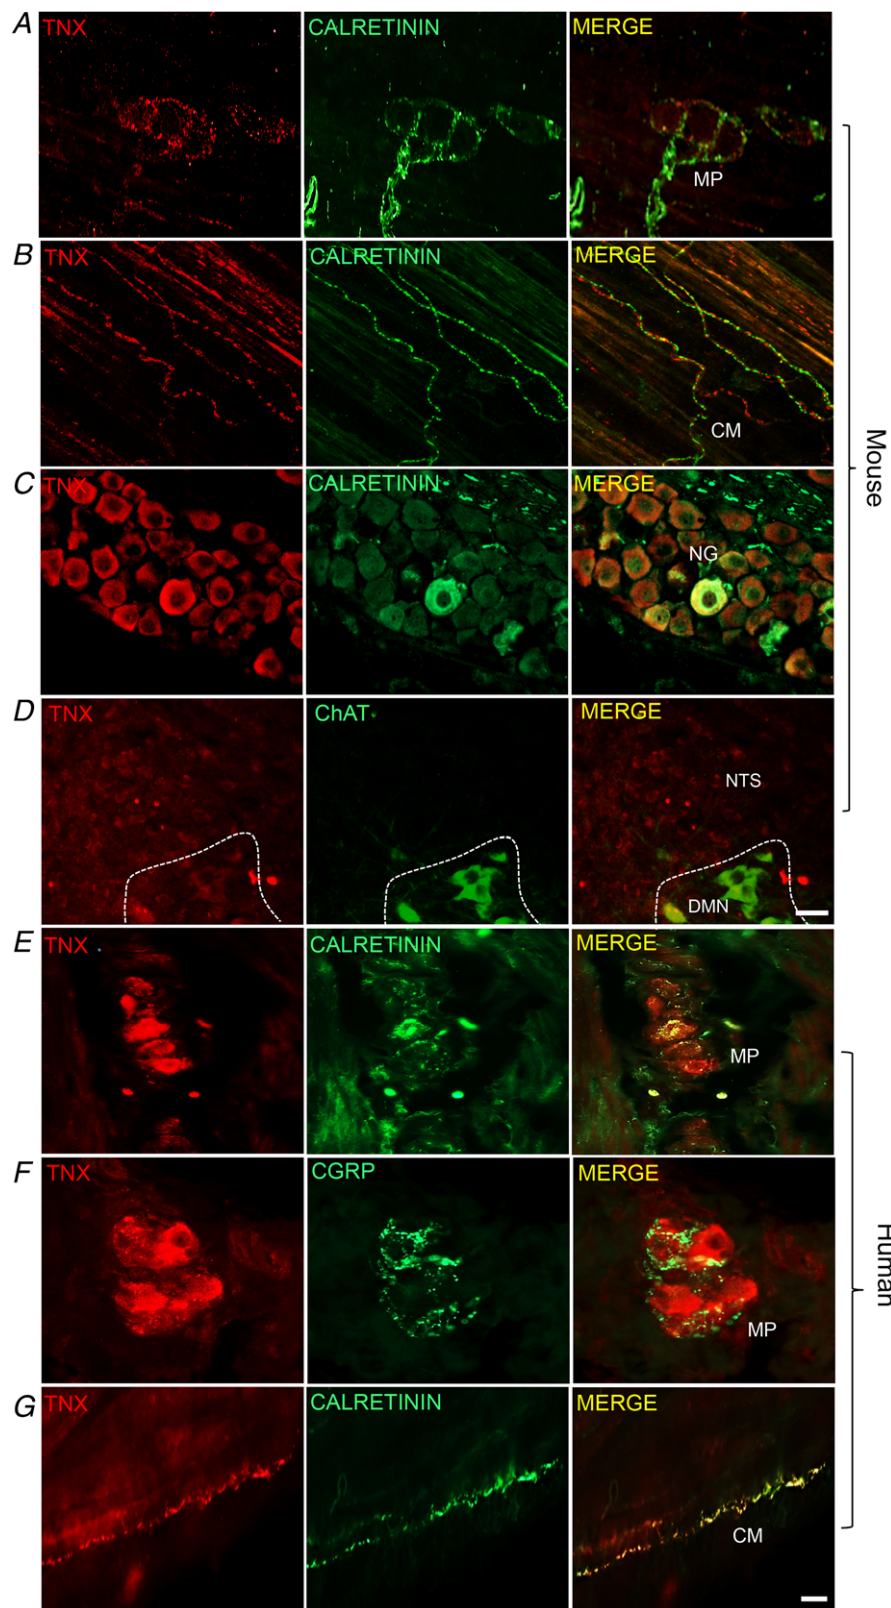 A TNX CALRETININ MERGE
MP
B TNX CALRETININ MERGE
CM
C TNX CALRETININ MERGE
NG
Mouse
D TNX ChAT MERGE
NTS
DMN
E TNX CALRETININ MERGE
MP
F TNX CGRP MERGE
MP
Human
G TNX CALRETININ MERGE
CM